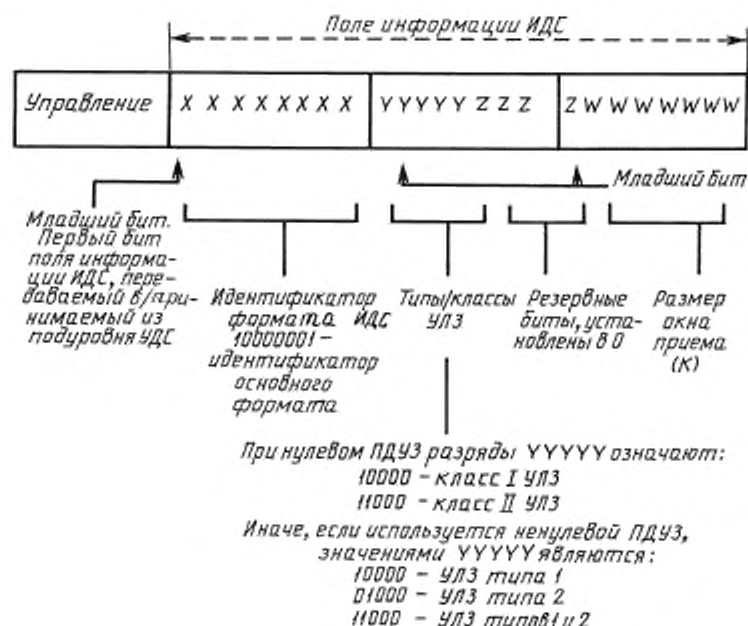 Поле информации ИДС
Управление X X X X X X X X Y Y Y Y Y Z Z Z Z W W W W W W W
Младший бит
Младший бит.
Первый бит
поля информа-
ции ИДС, пере-
даваемый в/при-
нимаемый из
подуровня УДС
Идентификатор
формата ИДС
10000001-
идентификатор
основного
формата
Типы/классы
УЛЗ
Резервные
биты, уста-
новлены в 0
Размер
окна
приема
(К)
При нулевом ПДУЗ разряды YYYYY означают:
10000 - класс I УЛЗ
11000 - класс II УЛЗ
Иначе, если используется ненулевой ПДУЗ,
значениями YYYYY являются:
10000 - УЛЗ типа 1
01000 - УЛЗ типа 2
11000 - УЛЗ типов 1 и 2